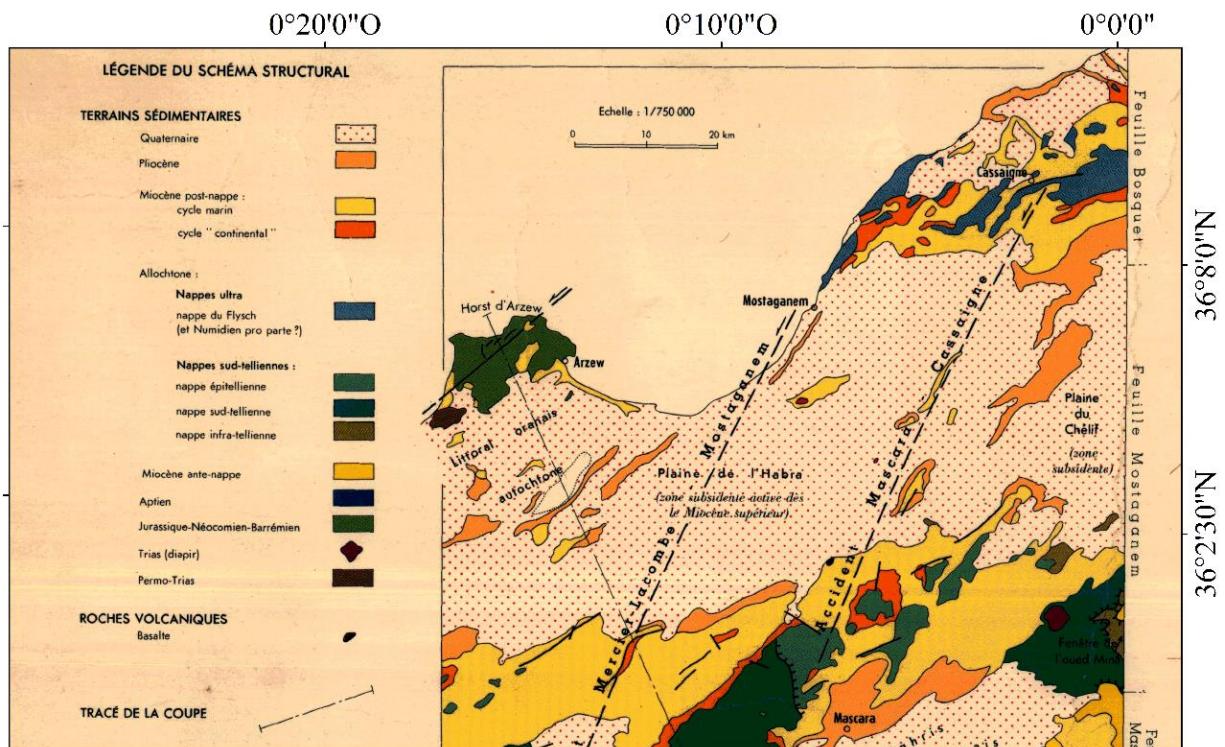 0°20'0"O
0°10'0"O
0°0'0"
LÉGENDE DU SCHÉMA STRUCTURAL
TERRAINS SÉDIMENTAIRES
Quaternaire
Pliocène
Miocène post-nappe :
cycle marin
cycle " continental "
Allochtone :
Nappes ultra
nappe du Flysch
(et Numidien pro parte ?)
Nappes sud-telliennes :
nappe épitellienne
nappe sud-tellienne
nappe infra-tellienne
Miocène ante-nappe
Aptien
Jurassique-Néocomien-Barrémien
Trias (diapir)
Permo-Trias
ROCHES VOLCANIQUES
Basalte
TRACÉ DE LA COUPE
Echelle : 1/750 000
0 10 20 km
Cassaigne
Mostaganem
Horst d'Arzew
Arzew
Littoral oranais
autochtone
Plaine de l'Habra
(zone subsidente active dès
le Miocène supérieur)
Mercier-Lacombe Mostaganem
Accident Mascara Cassaigne
Plaine
du
Chélif
(zone
subsidente)
Fenêtre de
l'oued Mina
Mascara
Feuille Bosquet
Feuille Mostaganem
36°8'0"N
36°2'30"N